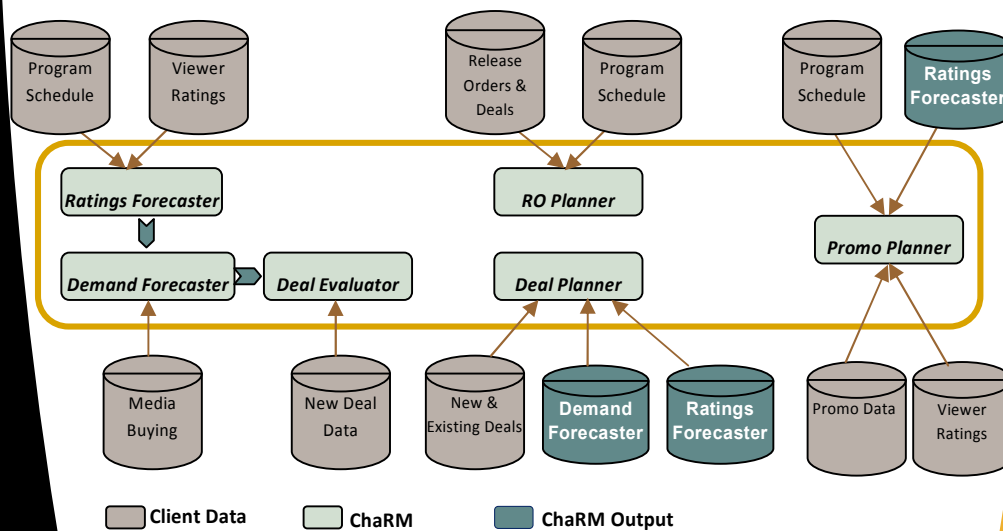 Program
Schedule
Viewer
Ratings
Release
Orders &
Deals
Program
Schedule
Program
Schedule
Ratings
Forecaster
Ratings Forecaster
RO Planner
Promo Planner
Demand Forecaster
Deal Evaluator
Deal Planner
Media
Buying
New Deal
Data
New &
Existing Deals
Demand
Forecaster
Ratings
Forecaster
Promo Data
Viewer
Ratings
Client Data
ChaRM
ChaRM Output